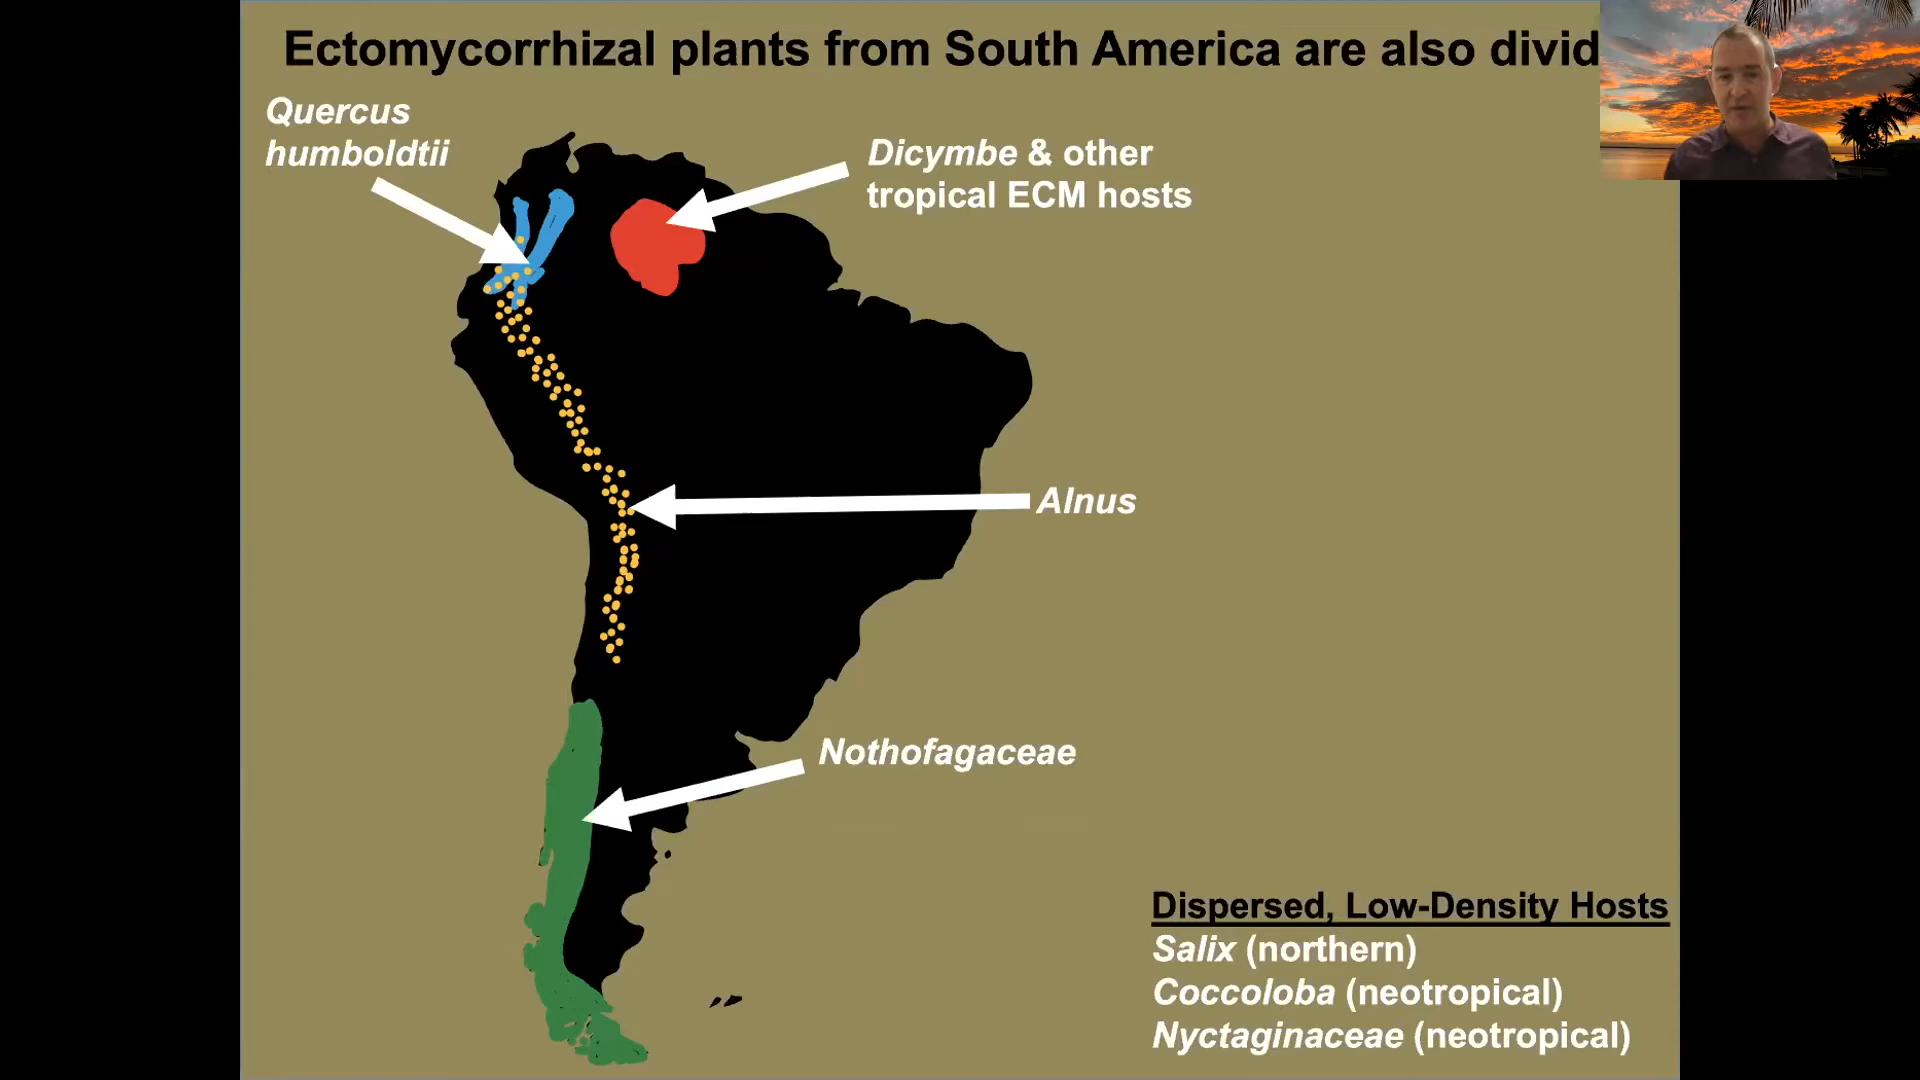 Ectomycorrhizal plants from South America are also divid
Quercus
humboldtii
Dicymbe & other
tropical ECM hosts
Alnus
Nothofagaceae
Dispersed, Low-Density Hosts
Salix (northern)
Coccoloba (neotropical)
Nyctaginaceae (neotropical)